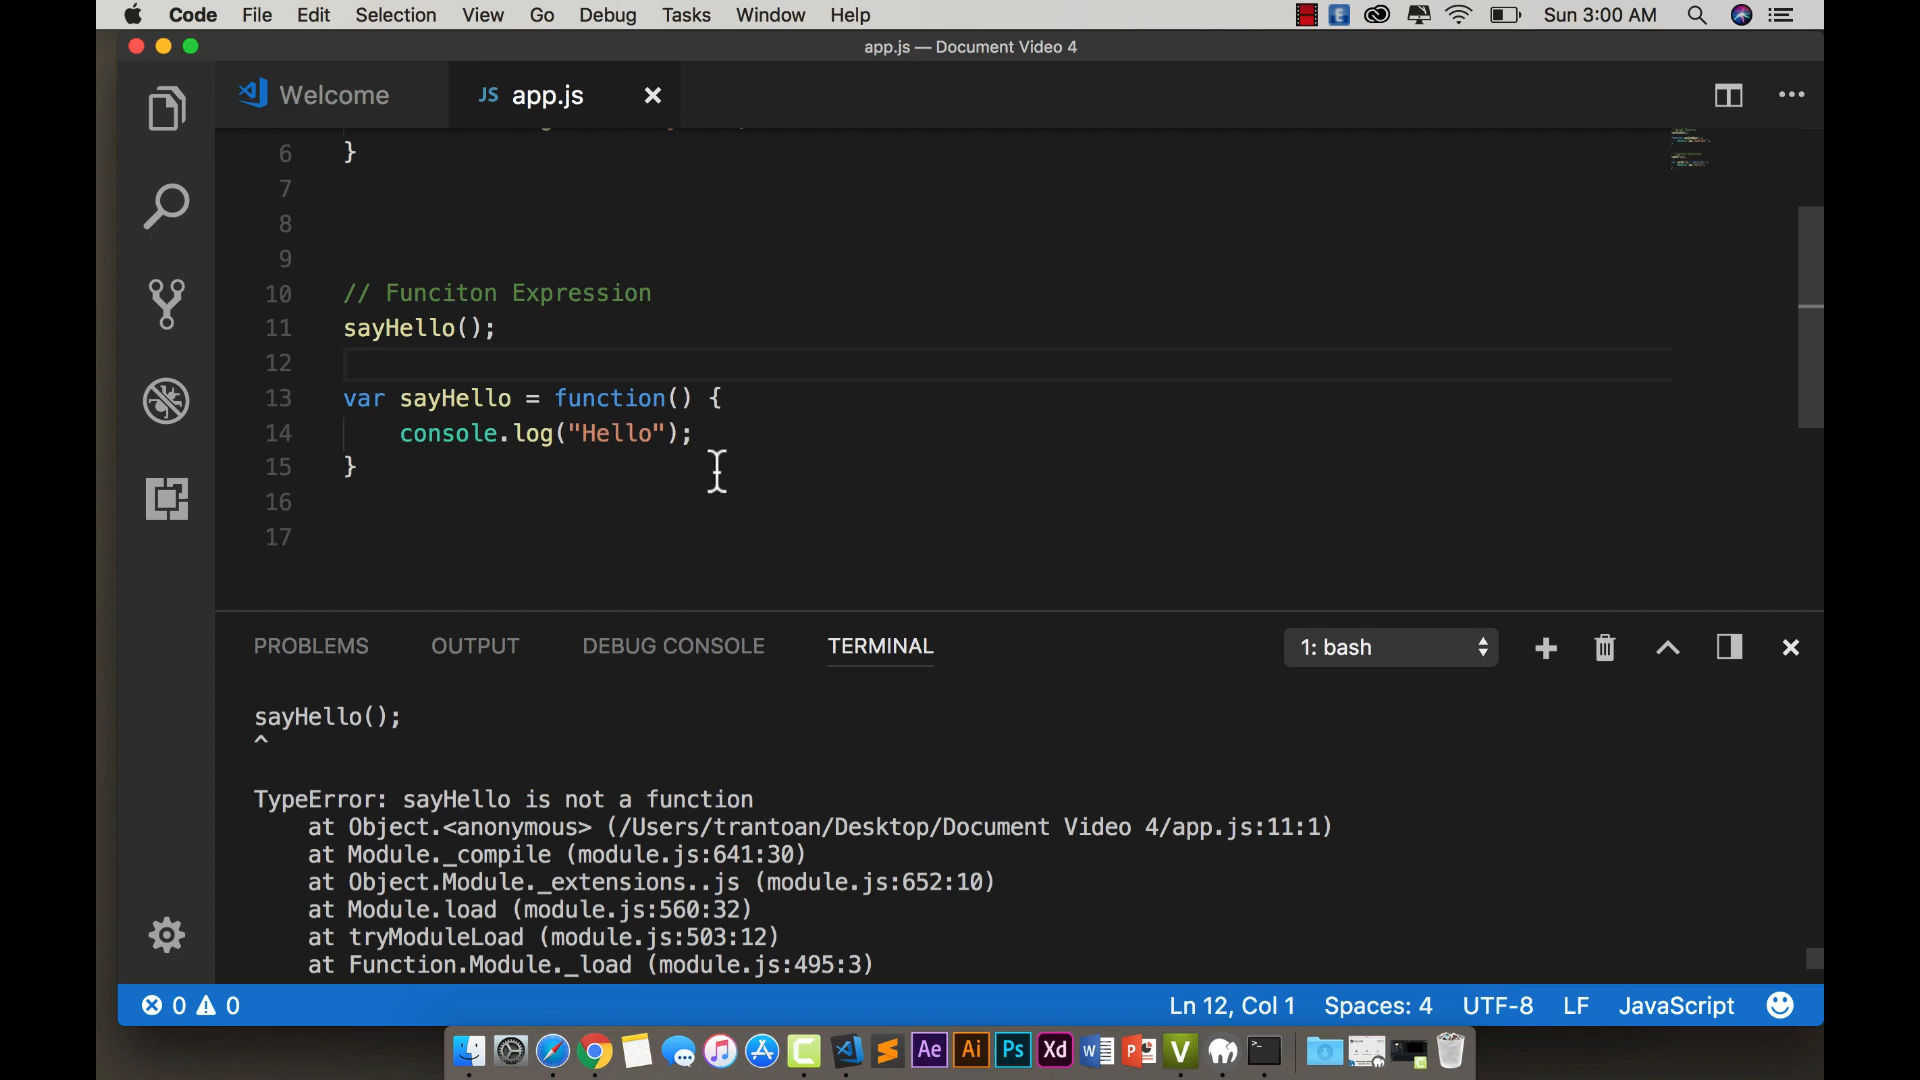 Code File Edit Selection View Go Debug Tasks Window Help Sun 3:00 AM
app.js — Document Video 4
Welcome JS app.js
6 }
7
8
9
10 // Funciton Expression
11 sayHello();
12
13 var sayHello = function() {
14 console.log("Hello");
15 }
16
17
PROBLEMS OUTPUT DEBUG CONSOLE TERMINAL 1: bash
sayHello();
^
TypeError: sayHello is not a function
at Object.<anonymous> (/Users/trantoan/Desktop/Document Video 4/app.js:11:1)
at Module._compile (module.js:641:30)
at Object.Module._extensions..js (module.js:652:10)
at Module.load (module.js:560:32)
at tryModuleLoad (module.js:503:12)
at Function.Module._load (module.js:495:3)
0 0 Ln 12, Col 1 Spaces: 4 UTF-8 LF JavaScript
Ae Ai Ps Xd W P V